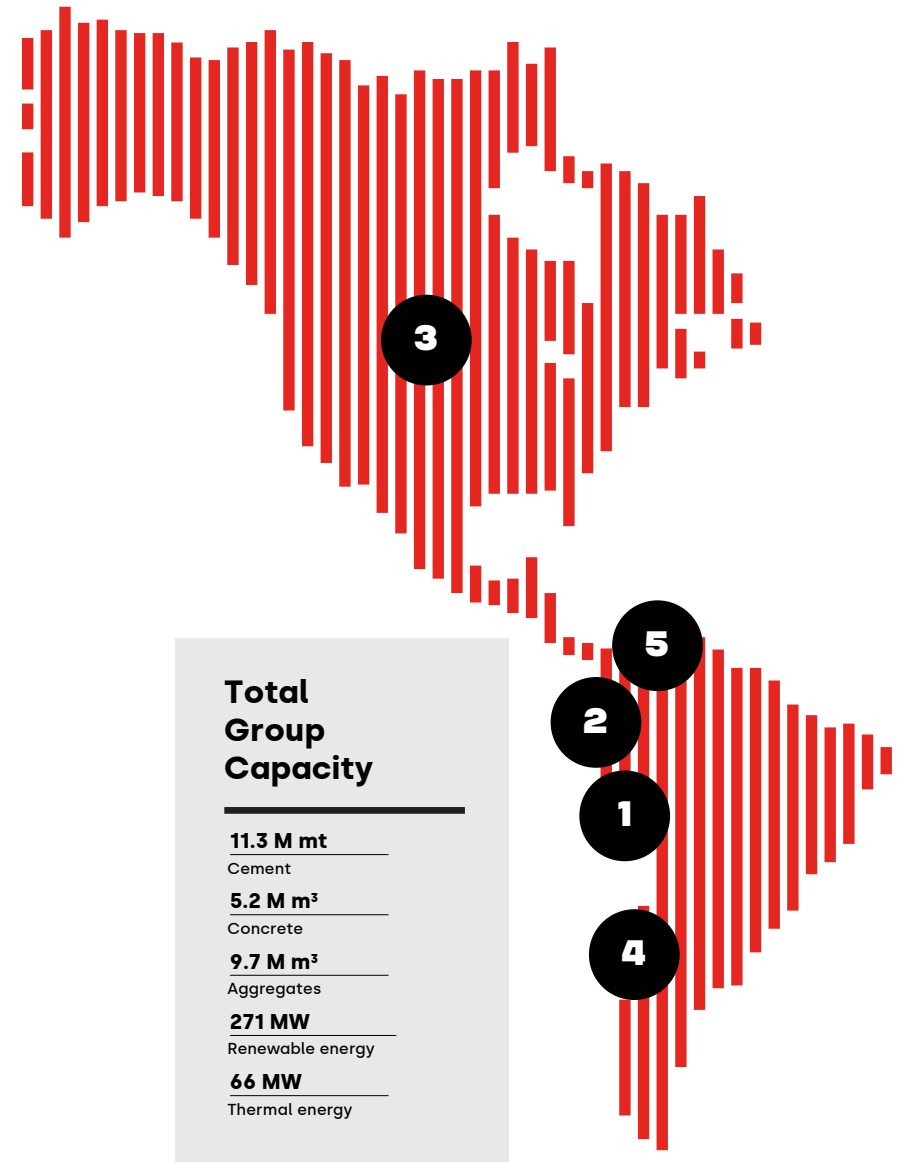 3
5
2
1
4
Total
Group
Capacity
11.3 M mt
Cement
5.2 M m³
Concrete
9.7 M m³
Aggregates
271 MW
Renewable energy
66 MW
Thermal energy